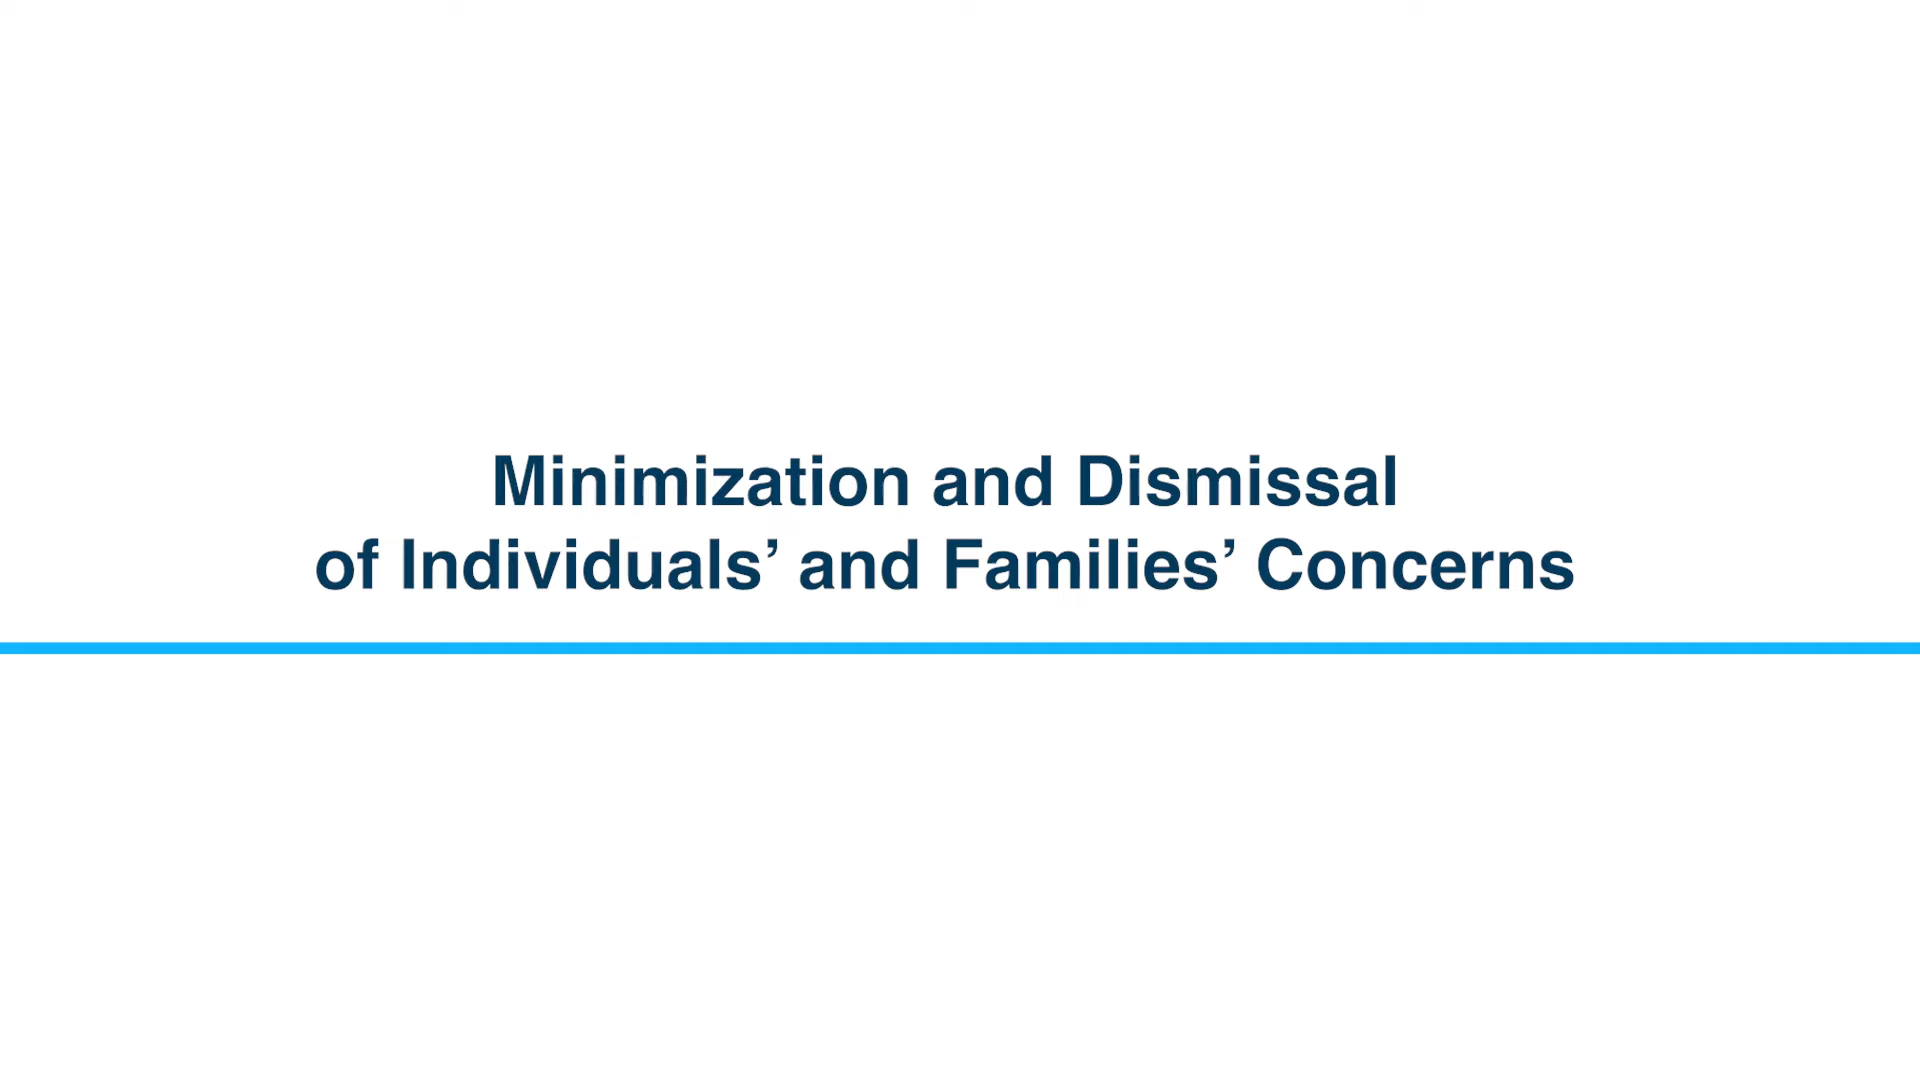 Minimization and Dismissal
of Individuals’ and Families’ Concerns